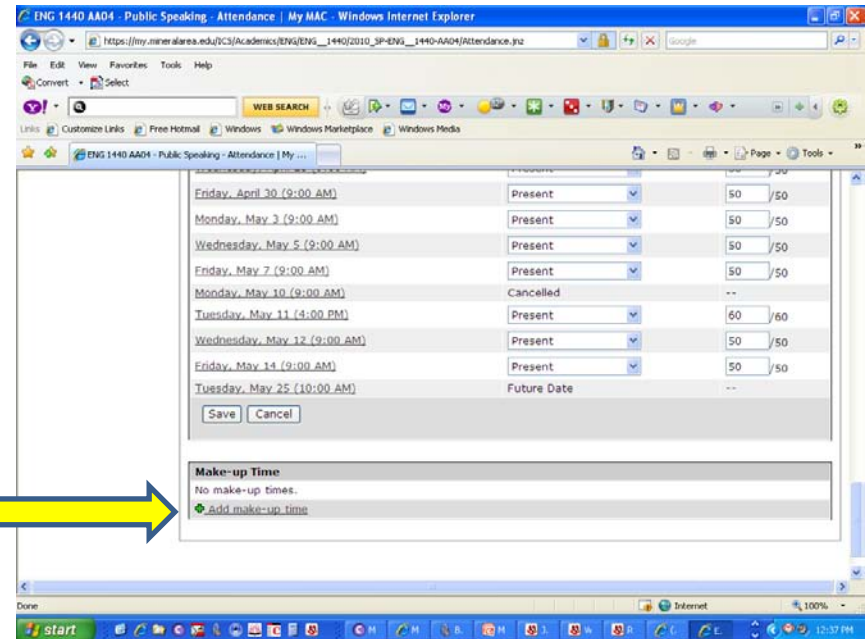 ENG 1440 AA04 - Public Speaking - Attendance | My MAC - Windows Internet Explorer
https://my.mineralarea.edu/ICS/Academics/ENG/ENG__1440/2010_SP-ENG__1440-AA04/Attendance.jnz
Google
File Edit View Favorites Tools Help
Convert Select
WEB SEARCH
Links Customize Links Free Hotmail Windows Windows Marketplace Windows Media
ENG 1440 AA04 - Public Speaking - Attendance | My ... Page Tools
Friday, April 30 (9:00 AM) Present 50 /50
Monday, May 3 (9:00 AM) Present 50 /50
Wednesday, May 5 (9:00 AM) Present 50 /50
Friday, May 7 (9:00 AM) Present 50 /50
Monday, May 10 (9:00 AM) Cancelled --
Tuesday, May 11 (4:00 PM) Present 60 /60
Wednesday, May 12 (9:00 AM) Present 50 /50
Friday, May 14 (9:00 AM) Present 50 /50
Tuesday, May 25 (10:00 AM) Future Date --
Save Cancel
Make-up Time
No make-up times.
Add make-up time
Done Internet 100%
start 12:37 PM